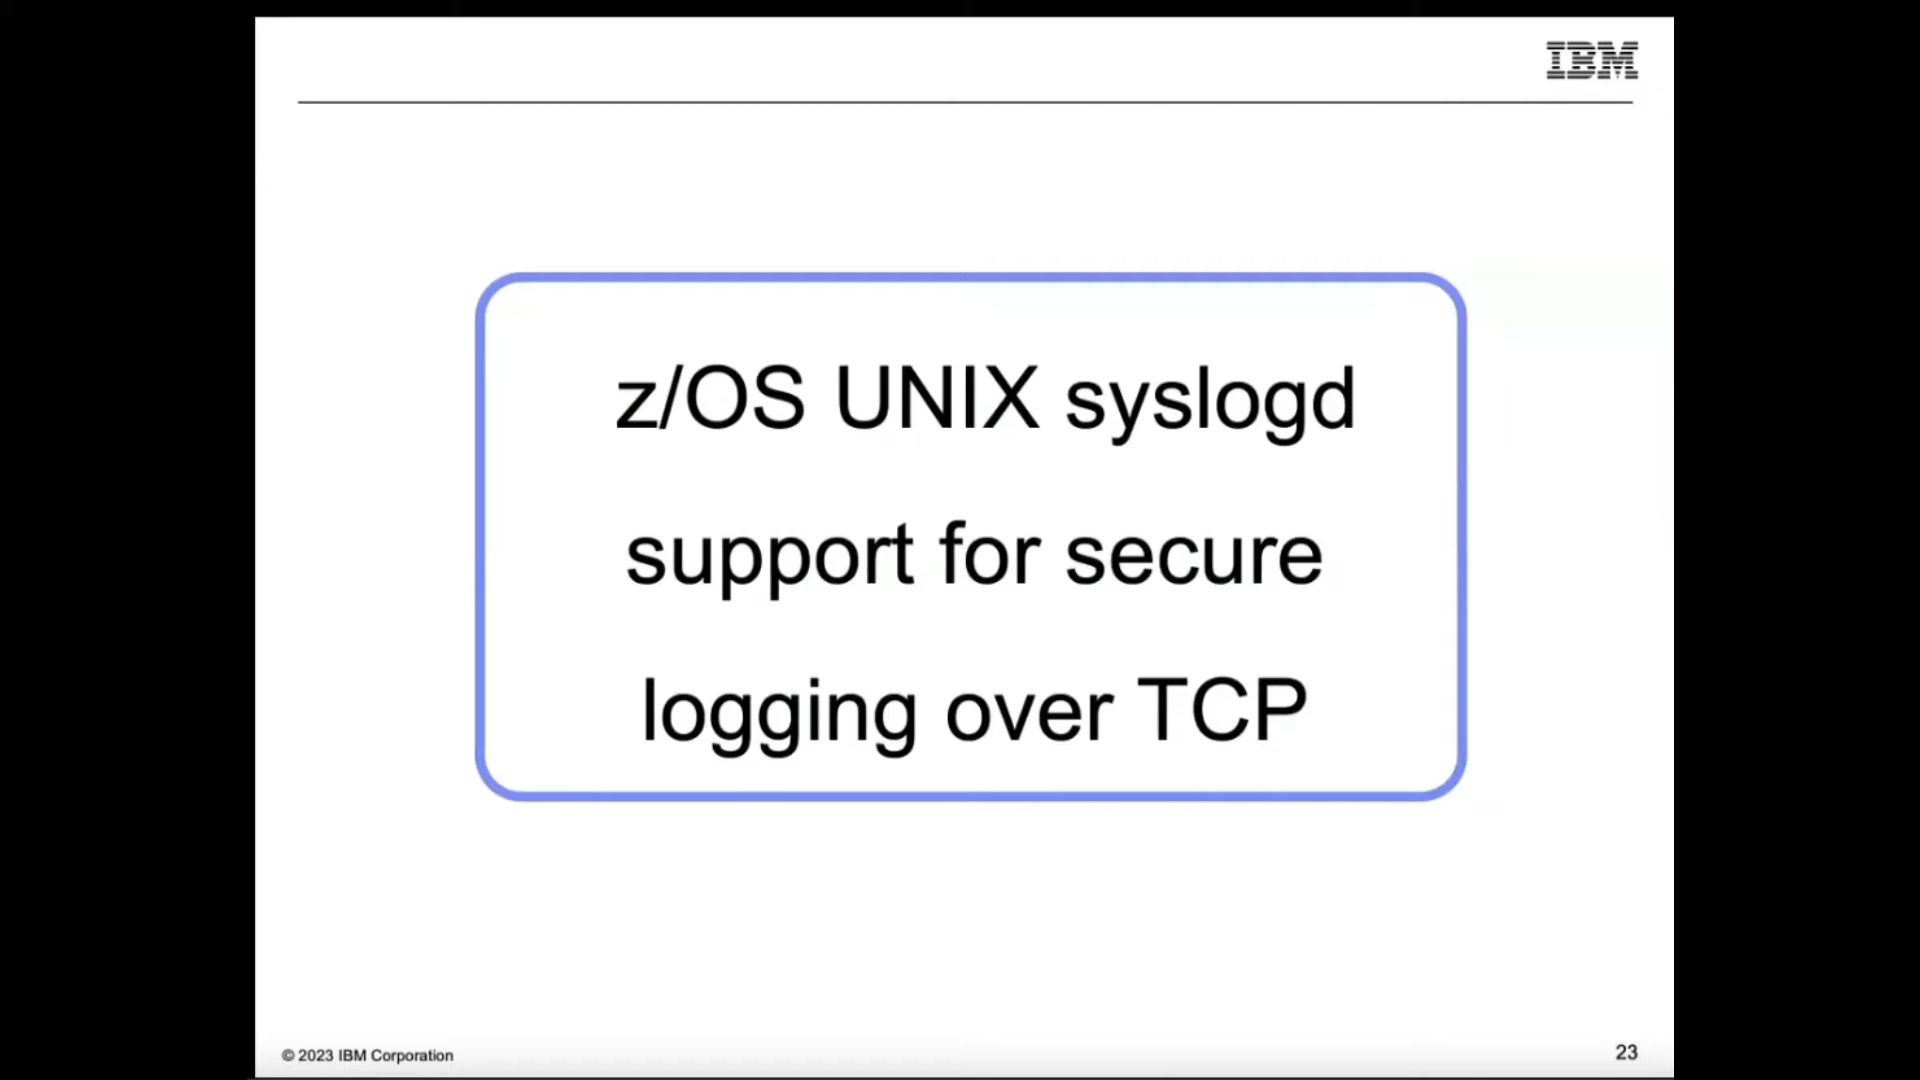 IBM
z/OS UNIX syslogd
support for secure
logging over TCP
© 2023 IBM Corporation
23